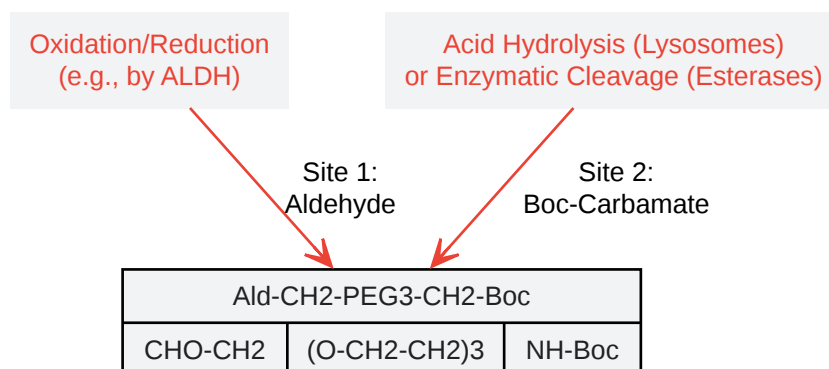 Oxidation/Reduction
(e.g., by ALDH)
Acid Hydrolysis (Lysosomes)
or Enzymatic Cleavage (Esterases)
Site 1:
Aldehyde
Site 2:
Boc-Carbamate
Ald-CH2-PEG3-CH2-Boc
CHO-CH2
(O-CH2-CH2)3
NH-Boc